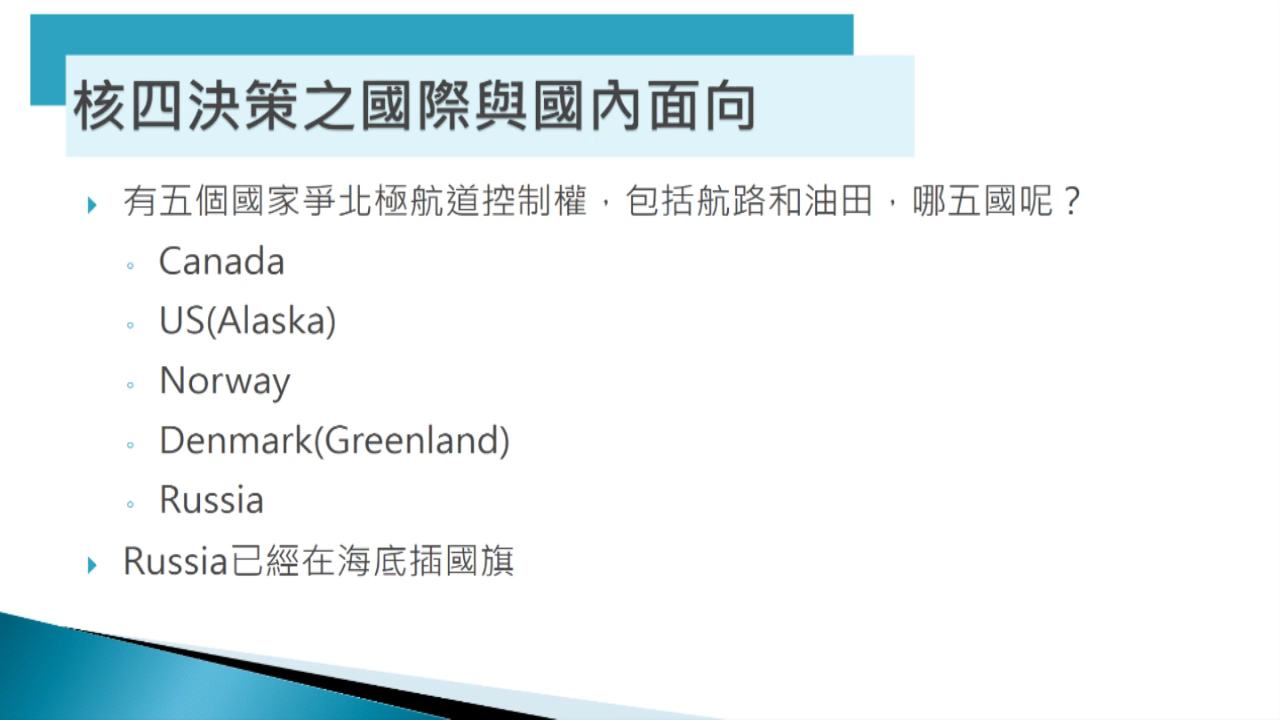 核四決策之國際與國內面向
有五個國家爭北極航道控制權，包括航路和油田，哪五國呢？
Canada
US(Alaska)
Norway
Denmark(Greenland)
Russia
Russia已經在海底插國旗